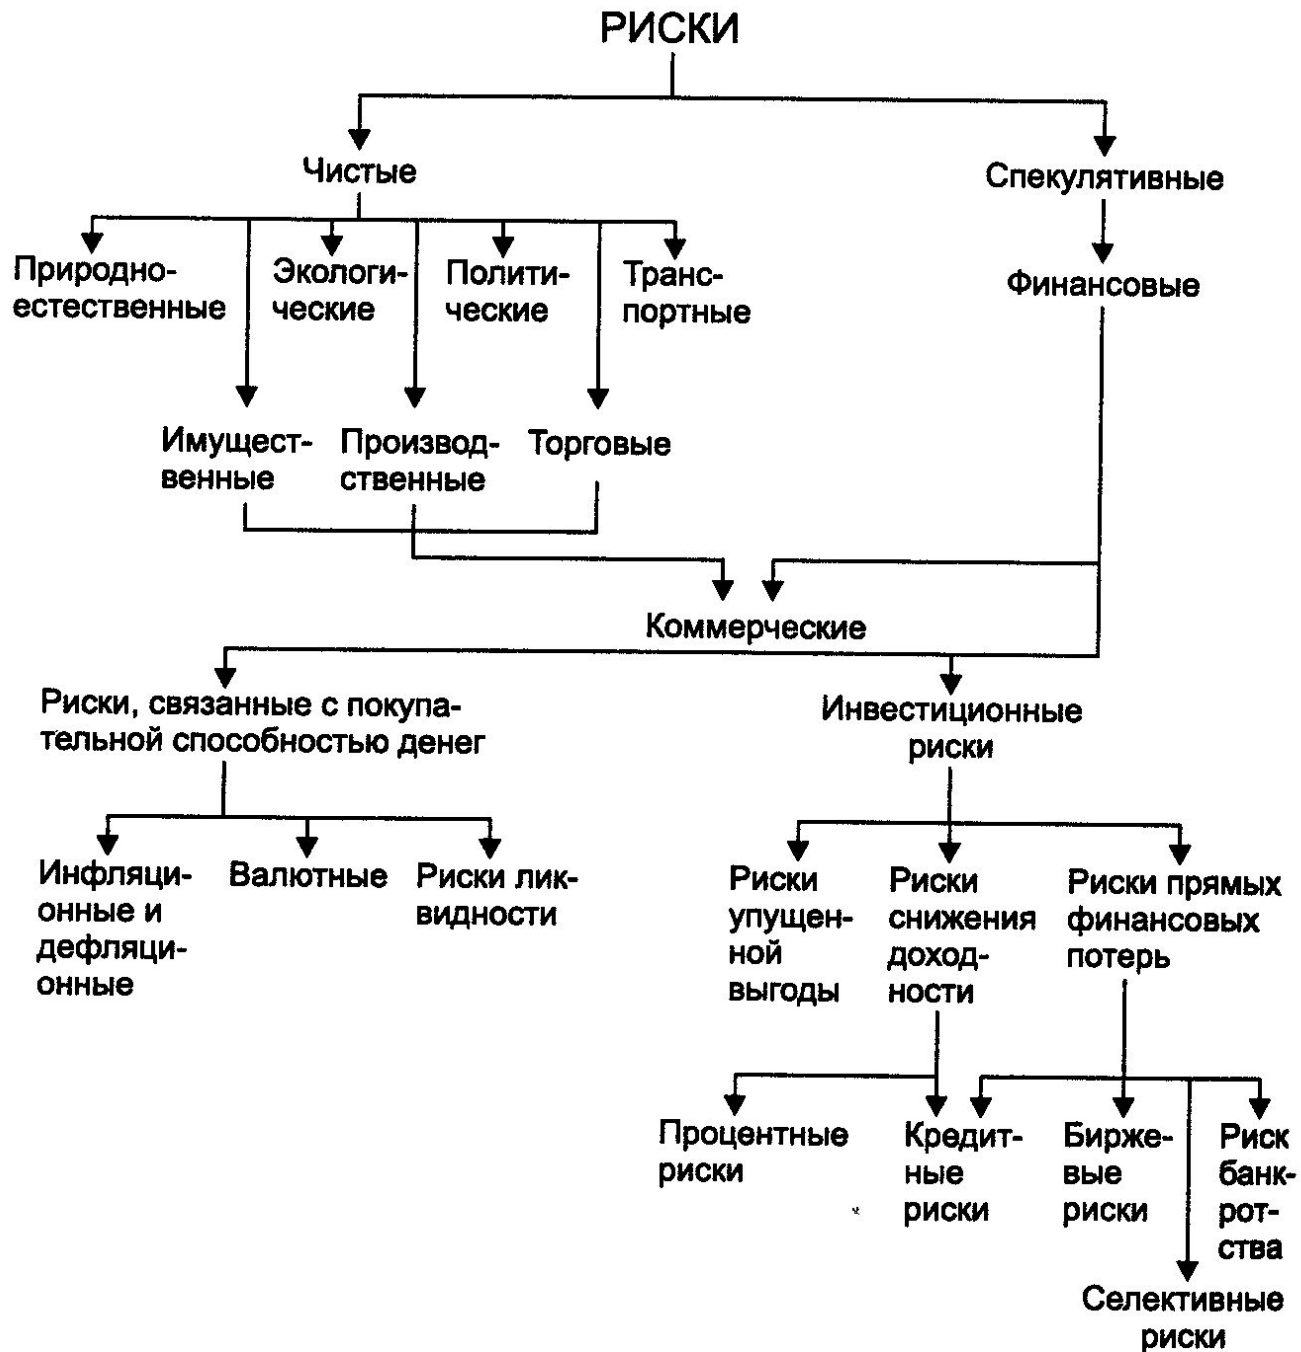 РИСКИ
Чистые
Спекулятивные
Природно-
естественные
Экологи-
ческие
Полити-
ческие
Транс-
портные
Финансовые
Имущест-
венные
Производ-
ственные
Торговые
Коммерческие
Риски, связанные с покупа-
тельной способностью денег
Инвестиционные
риски
Инфляци-
онные и
дефляци-
онные
Валютные
Риски лик-
видности
Риски
упущен-
ной
выгоды
Риски
снижения
доход-
ности
Риски прямых
финансовых
потерь
Процентные
риски
Кредит-
ные
риски
Бирже-
вые
риски
Риск
банк-
рот-
ства
Селективные
риски